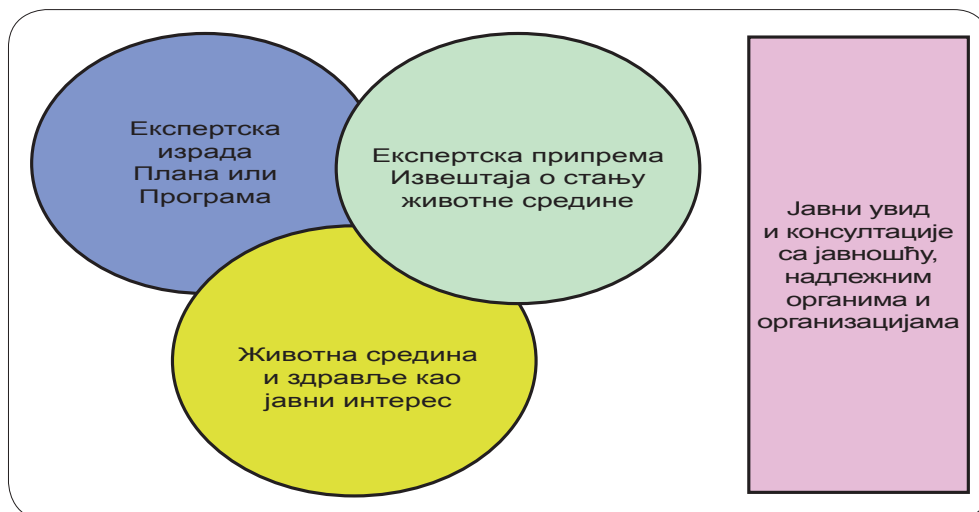 Експертска
израда
Плана или
Програма
Експертска припрема
Извештаја о стању
животне средине
Животна средина
и здравље као
јавни интерес
Јавни увид
и консултације
са јавношћу,
надлежним
органима и
организацијама